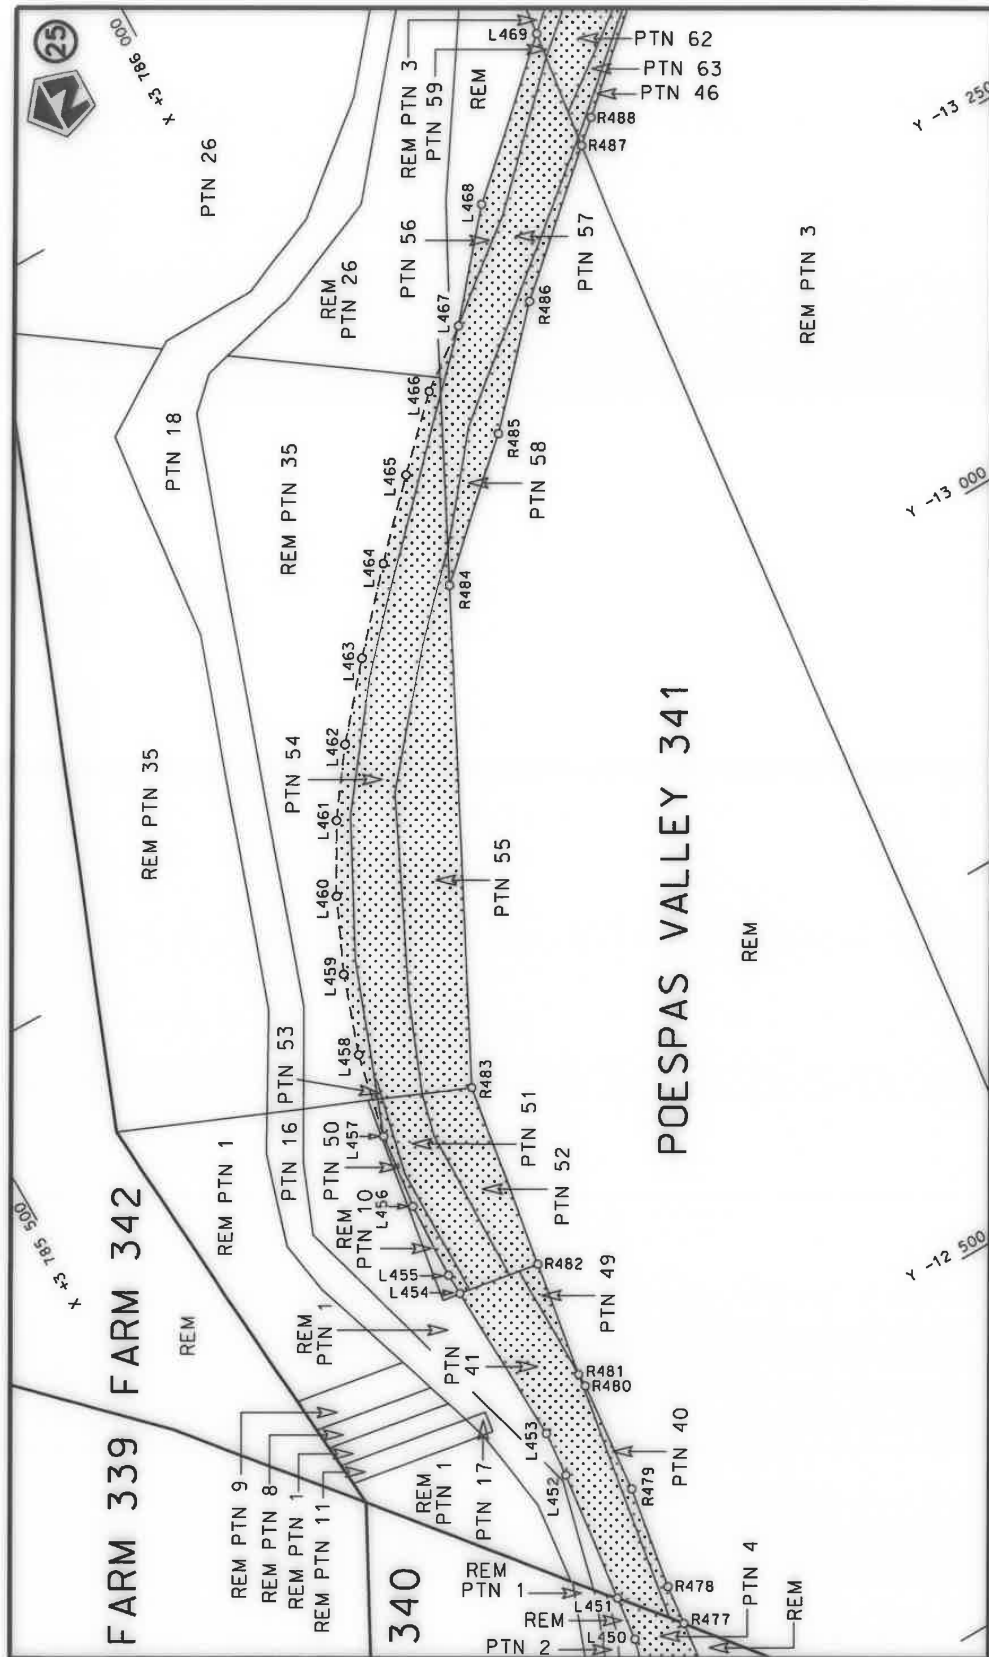 25
X +3 786 000
PTN 26
REM PTN 3
PTN 59
REM
L469
PTN 62
PTN 63
PTN 46
R488
R487
Y -13 250
L468
PTN 56
PTN 57
REM
PTN 26
L467
R486
REM PTN 3
L466
PTN 18
REM PTN 35
L465
R485
PTN 58
Y -13 000
L464
R484
L463
L462
PTN 54
REM PTN 35
L461
PTN 55
L460
POESPAS VALLEY 341
REM
L459
L458
PTN 53
R483
REM PTN 1
PTN 16
PTN 50
L457
PTN 51
PTN 52
L456
REM
PTN 10
X +3 785 500
FARM 342
L455
L454
R482
PTN 49
Y -12 500
REM
REM
PTN 1
PTN
41
R481
R480
FARM 339
L453
PTN 40
L452
R479
REM PTN 9
REM PTN 8
REM PTN 1
REM PTN 11
REM
PTN 1
PTN 17
340
REM
PTN 1
L451
R478
PTN 4
REM
REM
PTN 2
L450
R477